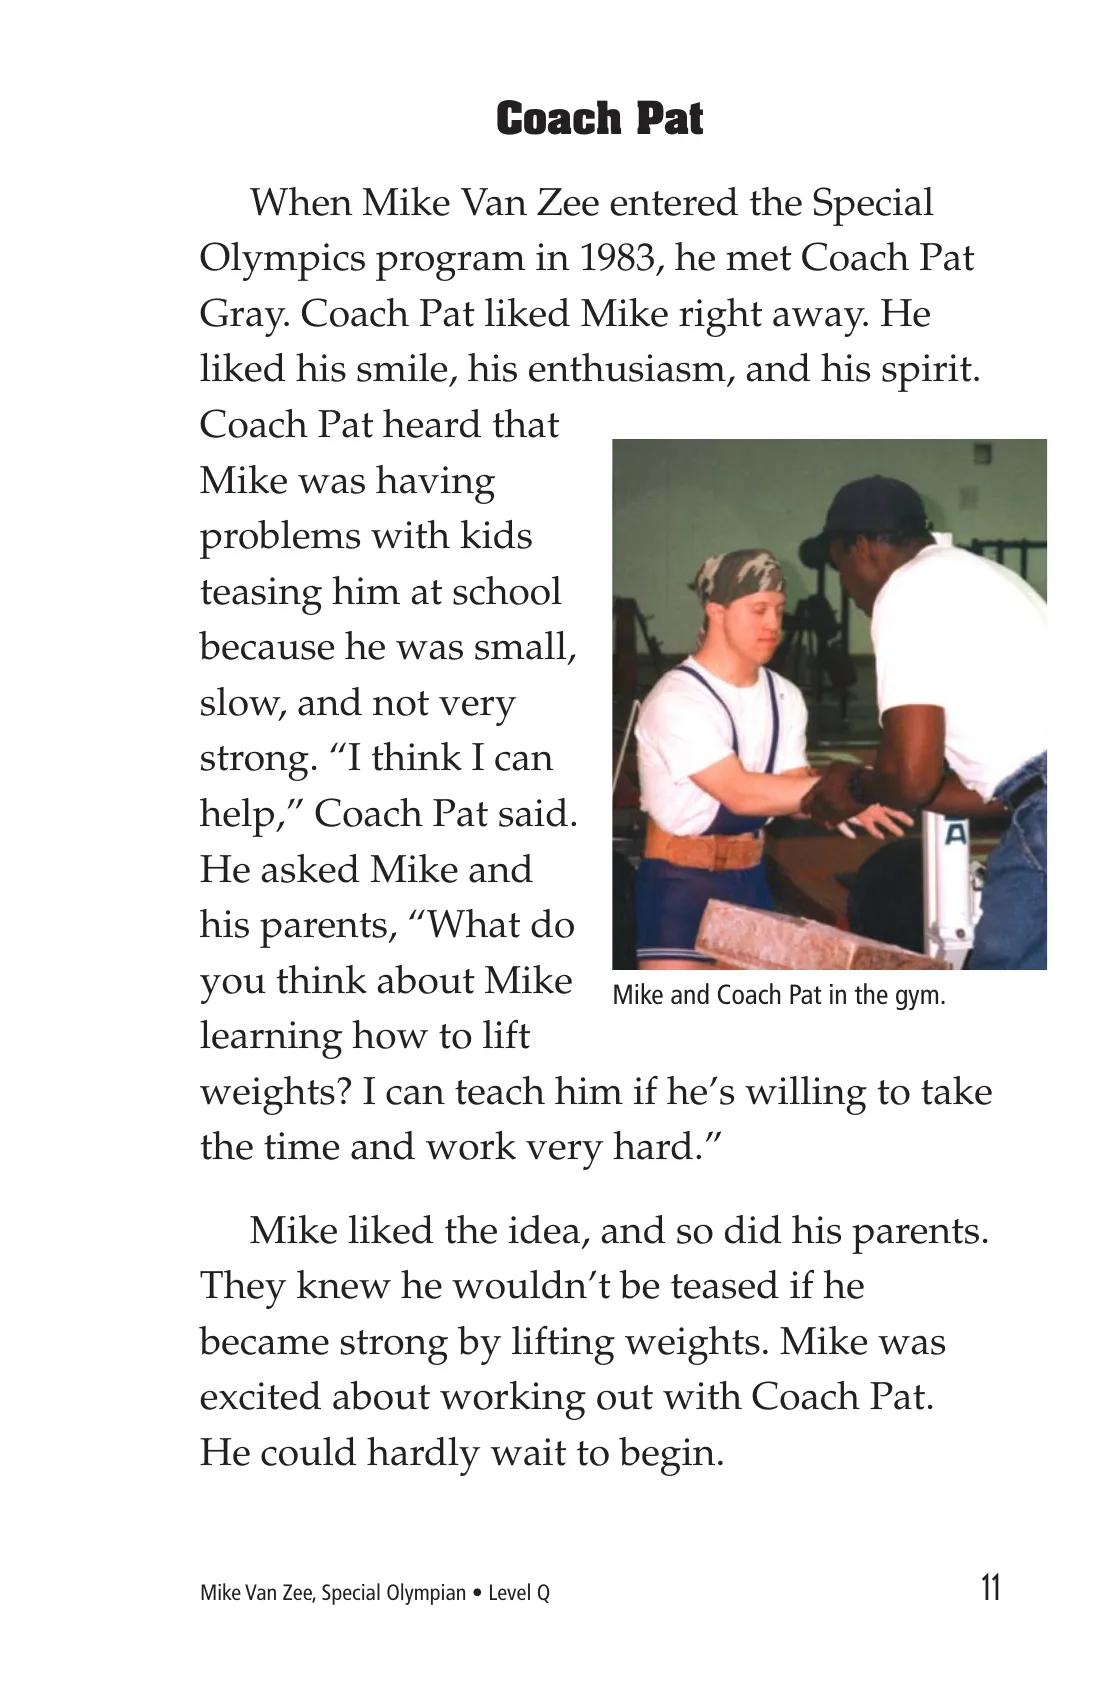 Coach Pat
When Mike Van Zee entered the Special
Olympics program in 1983, he met Coach Pat
Gray. Coach Pat liked Mike right away. He
liked his smile, his enthusiasm, and his spirit.
Coach Pat heard that
Mike was having
problems with kids
teasing him at school
because he was small,
slow, and not very
strong. “I think I can
help,” Coach Pat said.
He asked Mike and
his parents, “What do
you think about Mike
learning how to lift
weights? I can teach him if he’s willing to take
the time and work very hard.”
A
Mike and Coach Pat in the gym.
Mike liked the idea, and so did his parents.
They knew he wouldn’t be teased if he
became strong by lifting weights. Mike was
excited about working out with Coach Pat.
He could hardly wait to begin.
Mike Van Zee, Special Olympian • Level Q
11